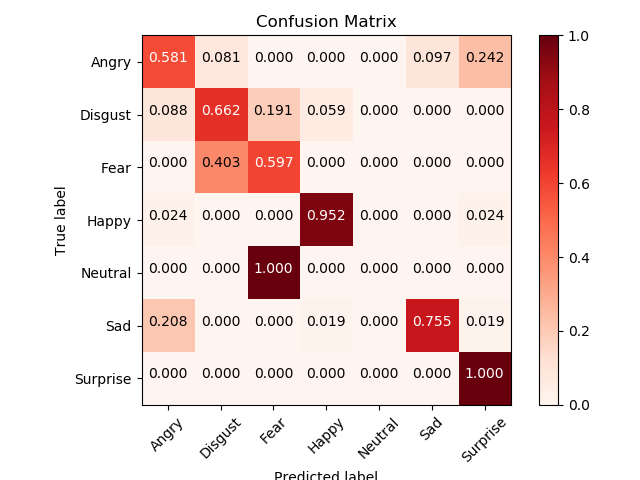 Confusion Matrix
Angry 0.581 0.081 0.000 0.000 0.000 0.097 0.242
Disgust 0.088 0.662 0.191 0.059 0.000 0.000 0.000
Fear 0.000 0.403 0.597 0.000 0.000 0.000 0.000
Happy 0.024 0.000 0.000 0.952 0.000 0.000 0.024
Neutral 0.000 0.000 1.000 0.000 0.000 0.000 0.000
Sad 0.208 0.000 0.000 0.019 0.000 0.755 0.019
Surprise 0.000 0.000 0.000 0.000 0.000 0.000 1.000
Angry Disgust Fear Happy Neutral Sad Surprise
True label
Predicted label
1.0
0.8
0.6
0.4
0.2
0.0